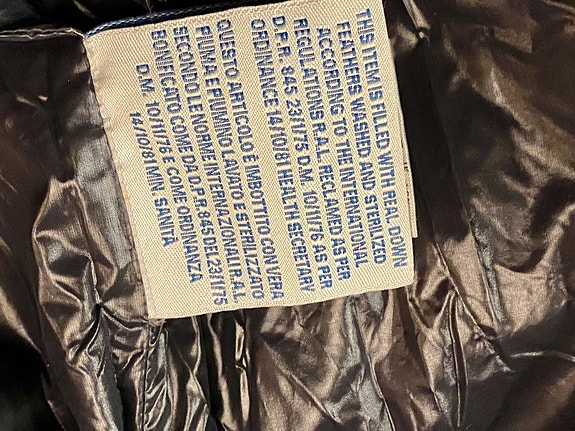 THIS ITEM IS FILLED WITH REAL DOWN
FEATHERS WASHED AND STERILIZED
ACCORDING TO THE INTERNATIONAL
REGULATIONS R.A.L. RECLAMED AS PER
D.P.R. 845 23/1/75 D.M. 10/11/76 AS PER
ORDINANCE 14/10/81 HEALTH SECRETARY
QUESTO ARTICOLO È IMBOTTITO CON VERA
PIUMA E PIUMINO LAVATO E STERILIZZATO
SECONDO LE NORME INTERNAZIONALI R.A.L.
BONIFICATO COME DA D.P.R. 845 DEL 23/1/75
D.M. 10/11/76 E COME ORDINANZA
14/10/81 MIN. SANITÀ